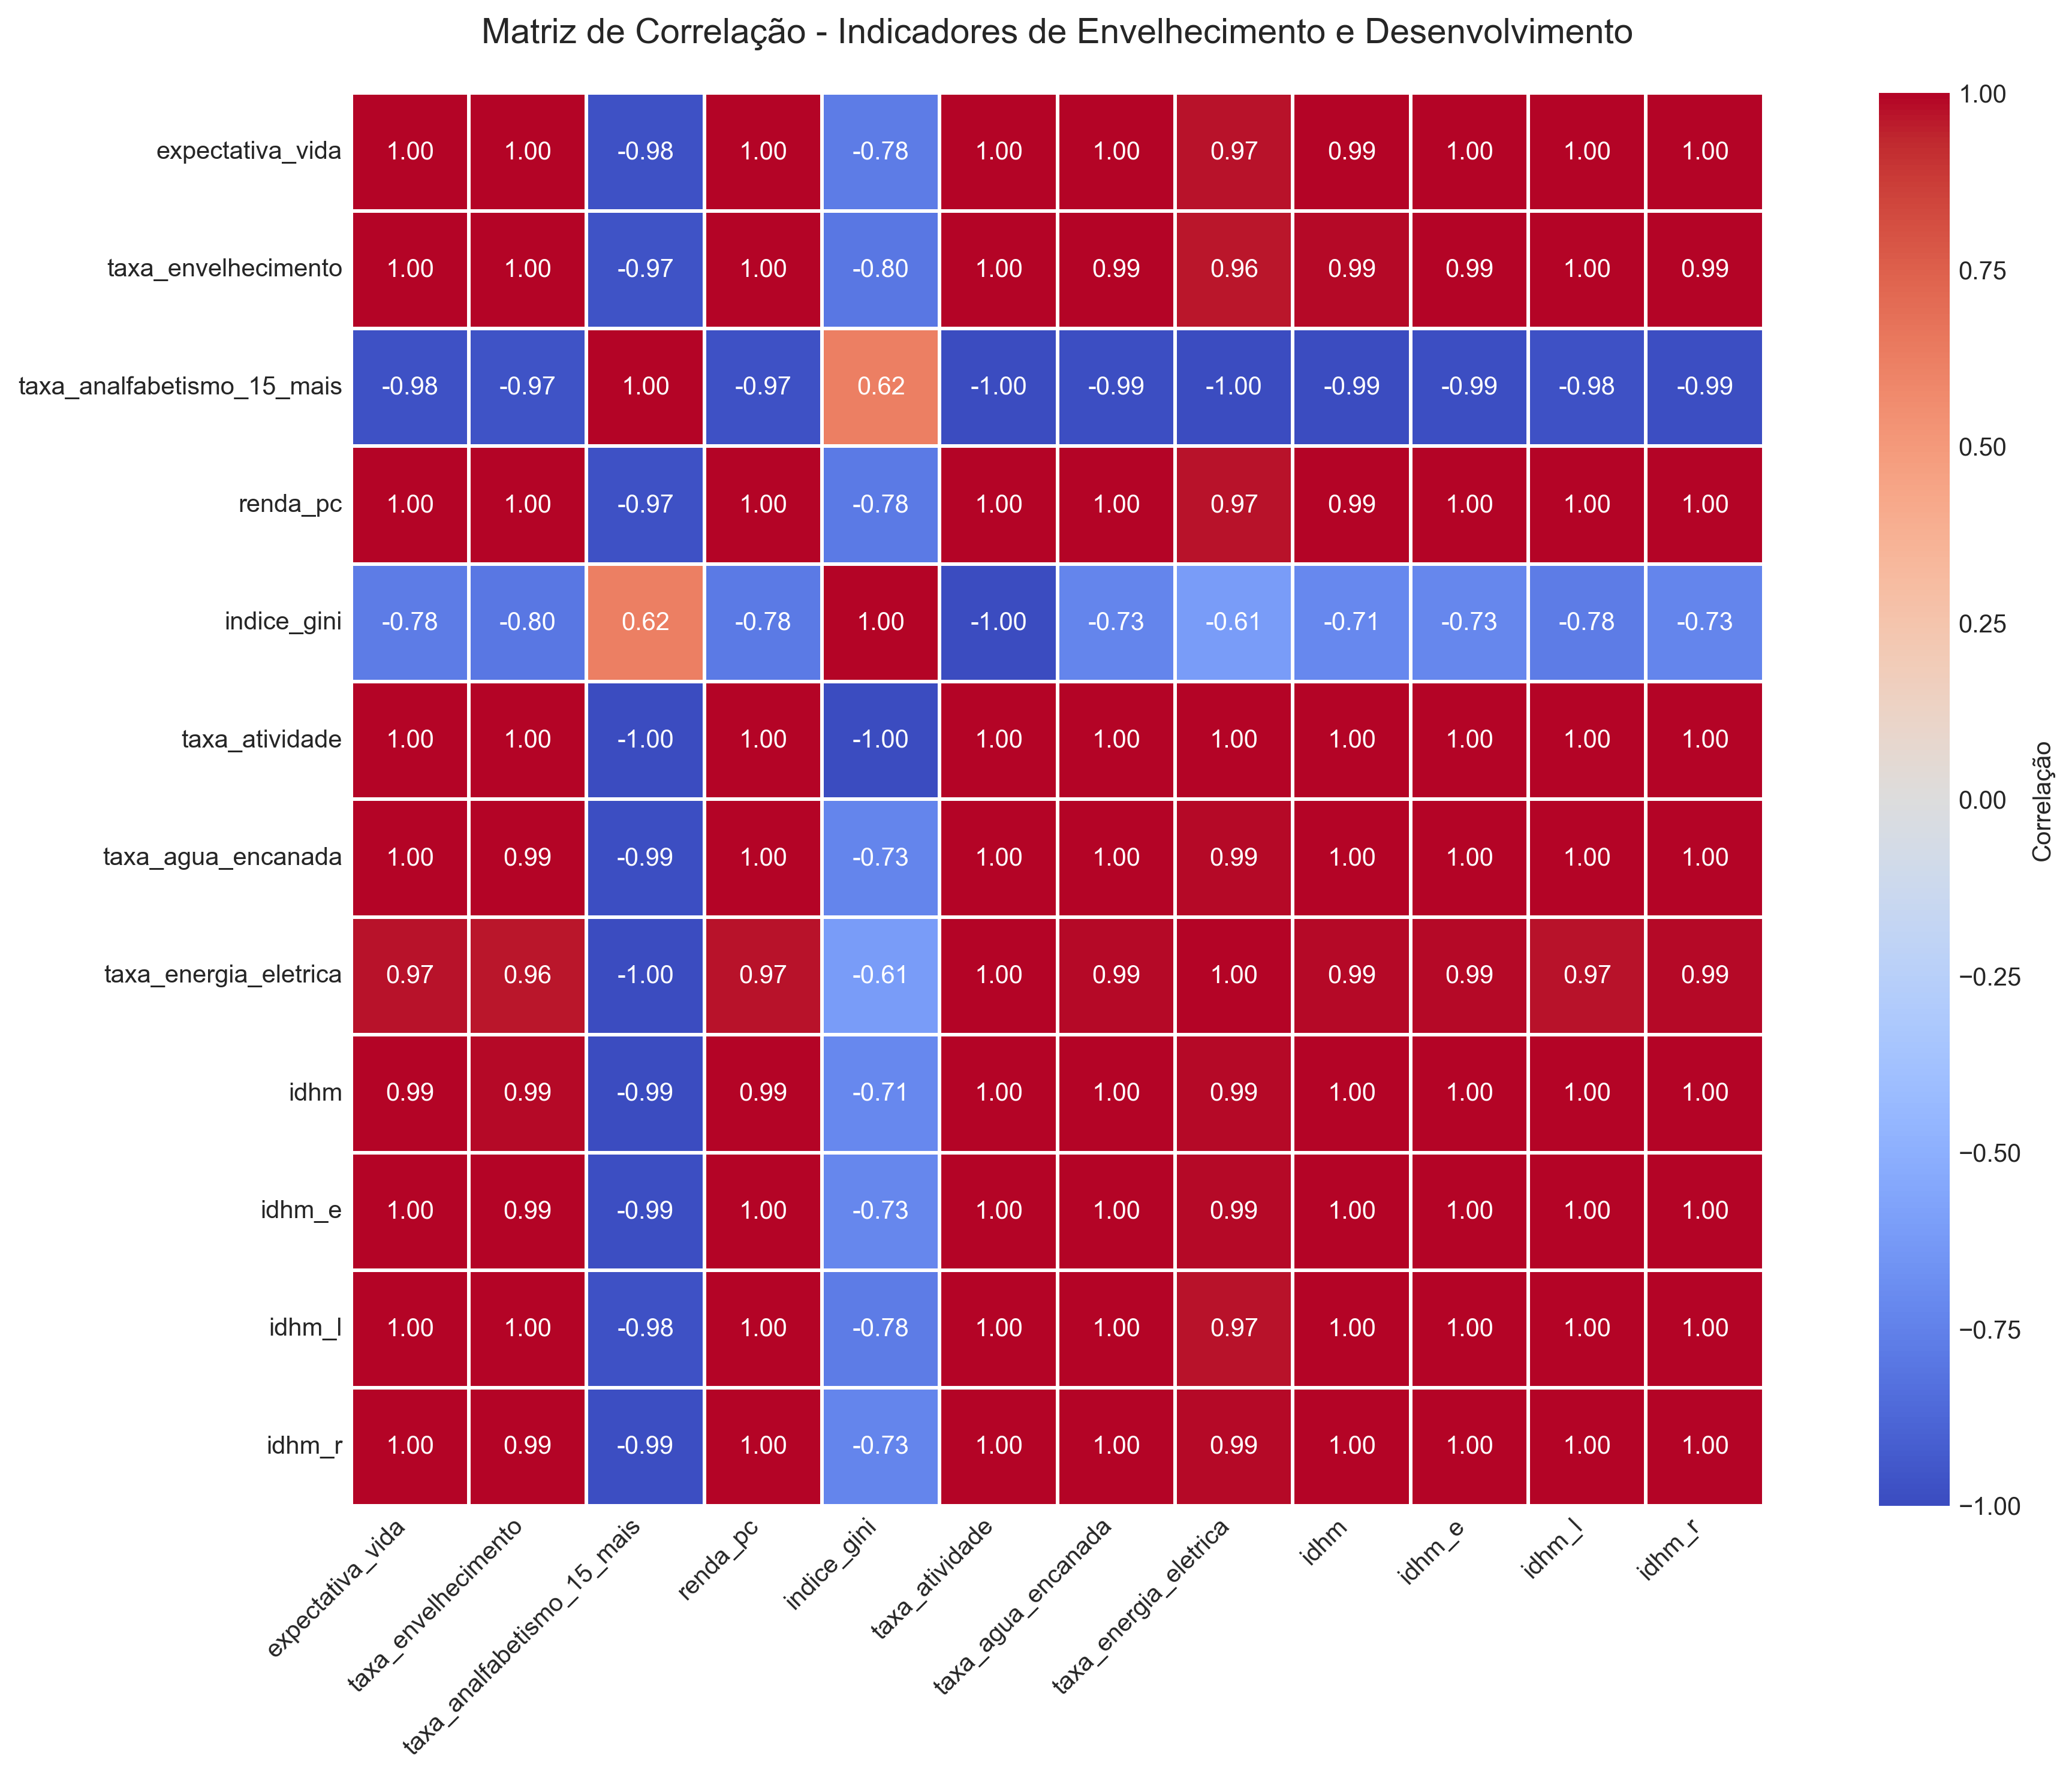 Matriz de Correlação - Indicadores de Envelhecimento e Desenvolvimento
expectativa_vida 1.00 1.00 -0.98 1.00 -0.78 1.00 1.00 0.97 0.99 1.00 1.00 1.00
taxa_envelhecimento 1.00 1.00 -0.97 1.00 -0.80 1.00 0.99 0.96 0.99 0.99 1.00 0.99
taxa_analfabetismo_15_mais -0.98 -0.97 1.00 -0.97 0.62 -1.00 -0.99 -1.00 -0.99 -0.99 -0.98 -0.99
renda_pc 1.00 1.00 -0.97 1.00 -0.78 1.00 1.00 0.97 0.99 1.00 1.00 1.00
indice_gini -0.78 -0.80 0.62 -0.78 1.00 -1.00 -0.73 -0.61 -0.71 -0.73 -0.78 -0.73
taxa_atividade 1.00 1.00 -1.00 1.00 -1.00 1.00 1.00 1.00 1.00 1.00 1.00 1.00
taxa_agua_encanada 1.00 0.99 -0.99 1.00 -0.73 1.00 1.00 0.99 1.00 1.00 1.00 1.00
taxa_energia_eletrica 0.97 0.96 -1.00 0.97 -0.61 1.00 0.99 1.00 0.99 0.99 0.97 0.99
idhm 0.99 0.99 -0.99 0.99 -0.71 1.00 1.00 0.99 1.00 1.00 1.00 1.00
idhm_e 1.00 0.99 -0.99 1.00 -0.73 1.00 1.00 0.99 1.00 1.00 1.00 1.00
idhm_l 1.00 1.00 -0.98 1.00 -0.78 1.00 1.00 0.97 1.00 1.00 1.00 1.00
idhm_r 1.00 0.99 -0.99 1.00 -0.73 1.00 1.00 0.99 1.00 1.00 1.00 1.00
expectativa_vida
taxa_envelhecimento
taxa_analfabetismo_15_mais
renda_pc
indice_gini
taxa_atividade
taxa_agua_encanada
taxa_energia_eletrica
idhm
idhm_e
idhm_l
idhm_r
1.00
0.75
0.50
0.25
0.00
−0.25
−0.50
−0.75
−1.00
Correlação